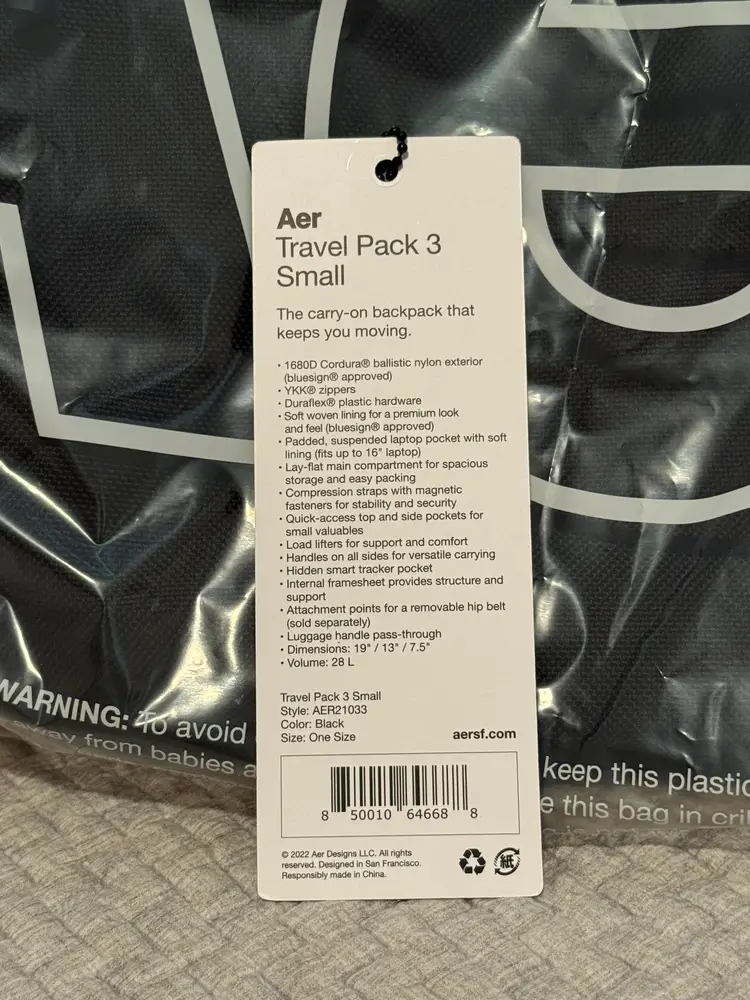 Aer
Travel Pack 3
Small
The carry-on backpack that
keeps you moving.
• 1680D Cordura® ballistic nylon exterior
(bluesign® approved)
• YKK® zippers
• Duraflex® plastic hardware
• Soft woven lining for a premium look
and feel (bluesign® approved)
• Padded, suspended laptop pocket with soft
lining (fits up to 16" laptop)
• Lay-flat main compartment for spacious
storage and easy packing
• Compression straps with magnetic
fasteners for stability and security
• Quick-access top and side pockets for
small valuables
• Load lifters for support and comfort
• Handles on all sides for versatile carrying
• Hidden smart tracker pocket
• Internal framesheet provides structure and
support
• Attachment points for a removable hip belt
(sold separately)
• Luggage handle pass-through
• Dimensions: 19" / 13" / 7.5"
• Volume: 28 L
Travel Pack 3 Small
Style: AER21033
Color: Black
Size: One Size
aersf.com
8 50010 64668 8
© 2022 Aer Designs LLC. All rights
reserved. Designed in San Francisco.
Responsibly made in China.
紙
WARNING: To avoid
away from babies a
keep this plastic
e this bag in cri